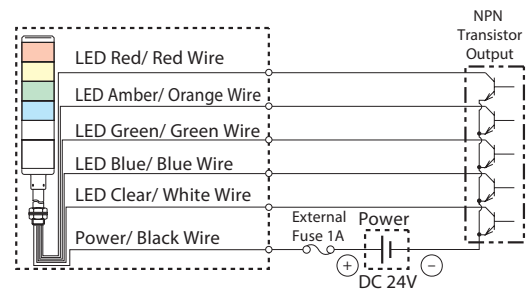 NPN
Transistor
Output
LED Red/ Red Wire
LED Amber/ Orange Wire
LED Green/ Green Wire
LED Blue/ Blue Wire
LED Clear/ White Wire
External
Fuse 1A
Power
Power/ Black Wire
+
−
DC 24V